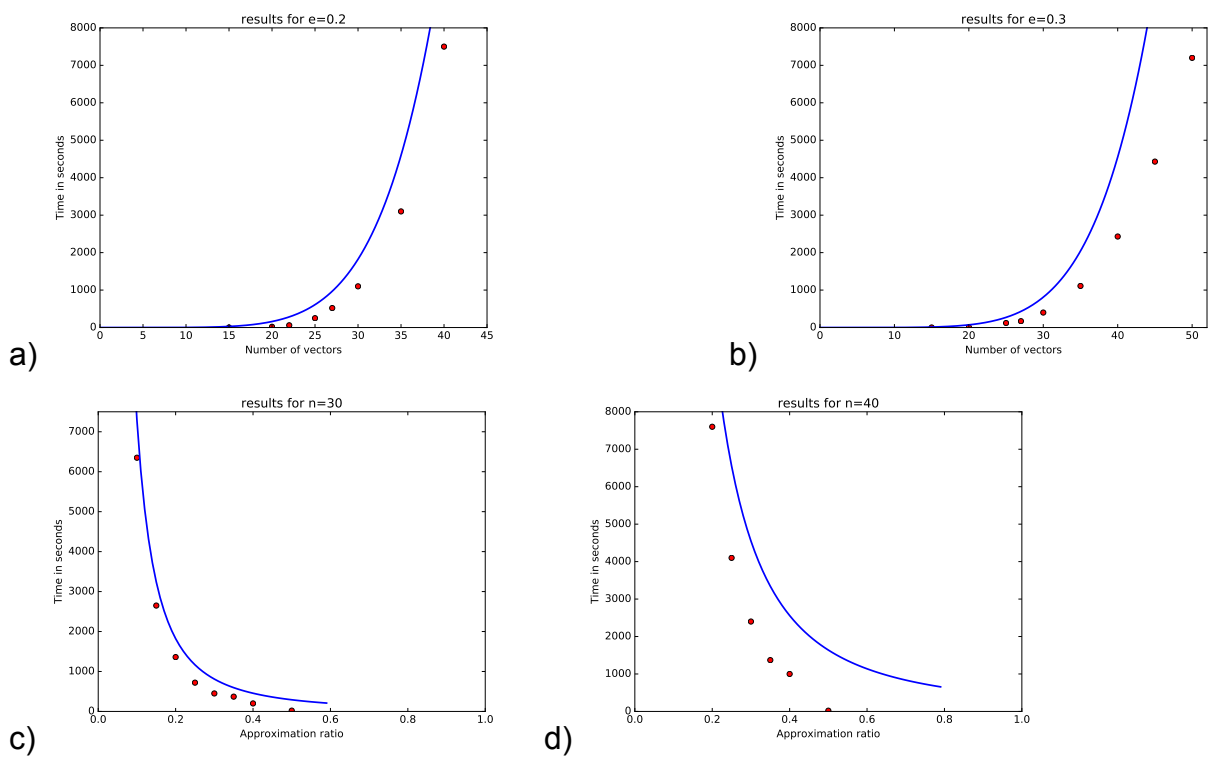 results for e=0.2
8000
7000
6000
5000
4000
3000
2000
1000
0
Time in seconds
0 5 10 15 20 25 30 35 40 45
Number of vectors
a)
results for e=0.3
8000
7000
6000
5000
4000
3000
2000
1000
0
Time in seconds
0 10 20 30 40 50
Number of vectors
b)
results for n=30
7000
6000
5000
4000
3000
2000
1000
0
Time in seconds
0.0 0.2 0.4 0.6 0.8 1.0
Approximation ratio
c)
results for n=40
8000
7000
6000
5000
4000
3000
2000
1000
0
Time in seconds
0.0 0.2 0.4 0.6 0.8 1.0
Approximation ratio
d)